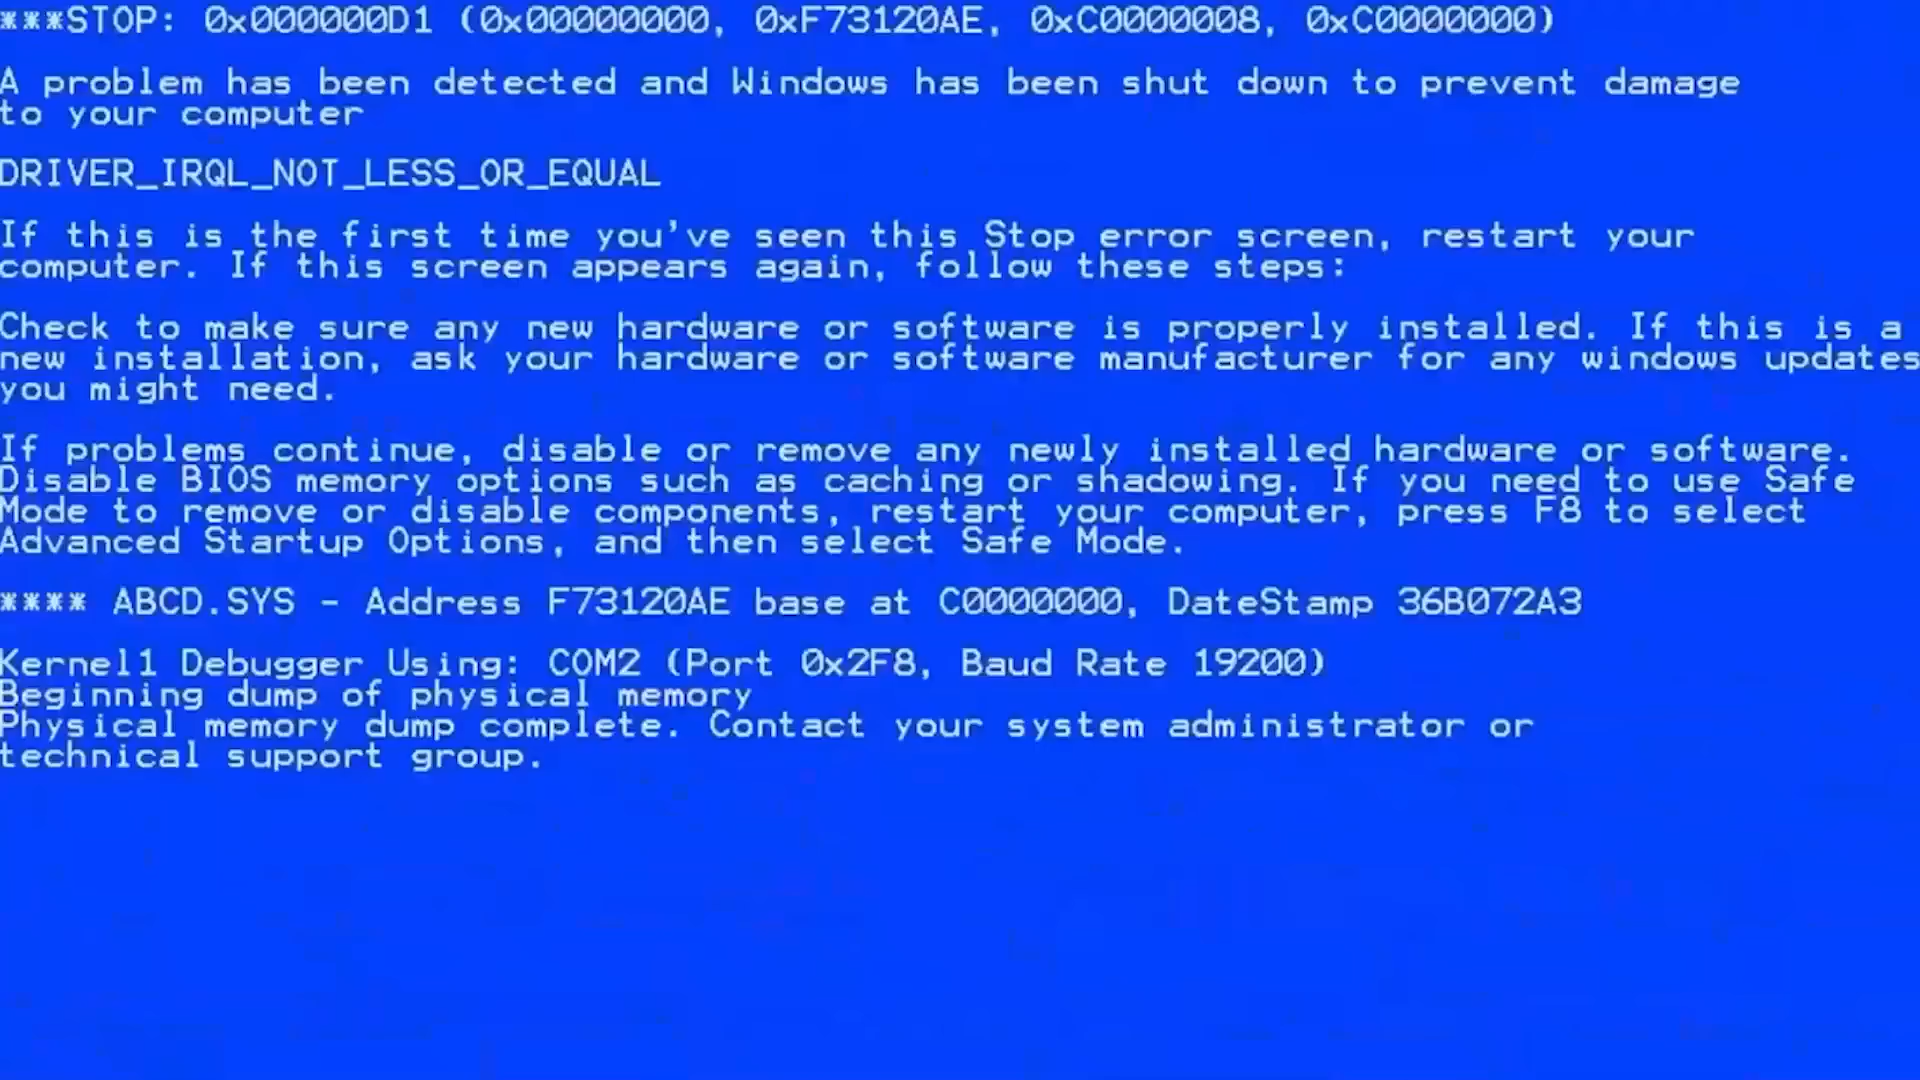 ***STOP: 0x000000D1 (0x00000000, 0xF73120AE, 0xC0000008, 0xC0000000)
A problem has been detected and Windows has been shut down to prevent damage
to your computer
DRIVER_IRQL_NOT_LESS_OR_EQUAL
If this is the first time you've seen this Stop error screen, restart your
computer. If this screen appears again, follow these steps:
Check to make sure any new hardware or software is properly installed. If this is a
new installation, ask your hardware or software manufacturer for any windows updates
you might need.
If problems continue, disable or remove any newly installed hardware or software.
Disable BIOS memory options such as caching or shadowing. If you need to use Safe
Mode to remove or disable components, restart your computer, press F8 to select
Advanced Startup Options, and then select Safe Mode.
**** ABCD.SYS - Address F73120AE base at C0000000, DateStamp 36B072A3
Kernel1 Debugger Using: COM2 (Port 0x2F8, Baud Rate 19200)
Beginning dump of physical memory
Physical memory dump complete. Contact your system administrator or
technical support group.